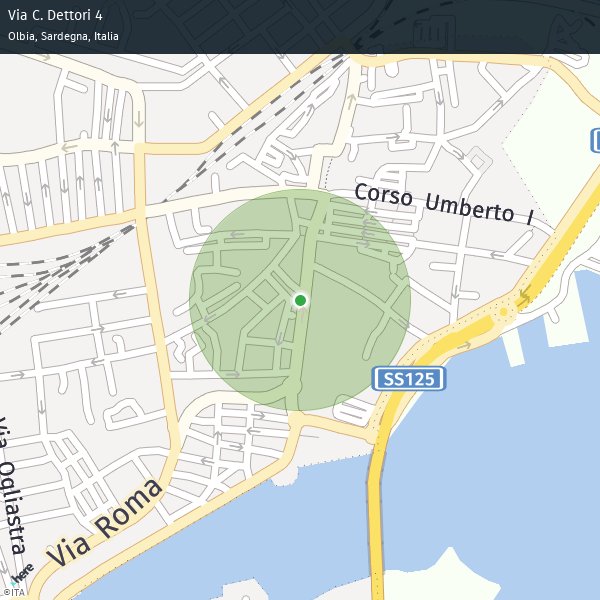 Via C. Dettori 4
Olbia, Sardegna, Italia
Corso Umberto I
SS125
Via Ogliastra
Via Roma
here
©ITA